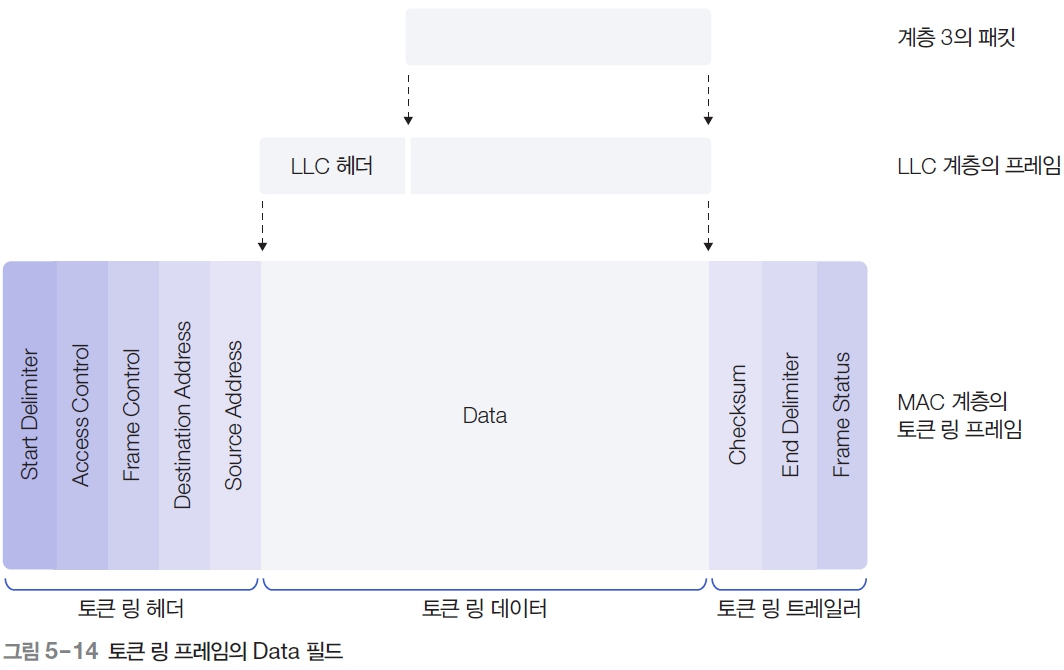 계층 3의 패킷
LLC 헤더
LLC 계층의 프레임
Start Delimiter
Access Control
Frame Control
Destination Address
Source Address
Data
Checksum
End Delimiter
Frame Status
MAC 계층의
토큰 링 프레임
토큰 링 헤더
토큰 링 데이터
토큰 링 트레일러
그림 5-14 토큰 링 프레임의 Data 필드